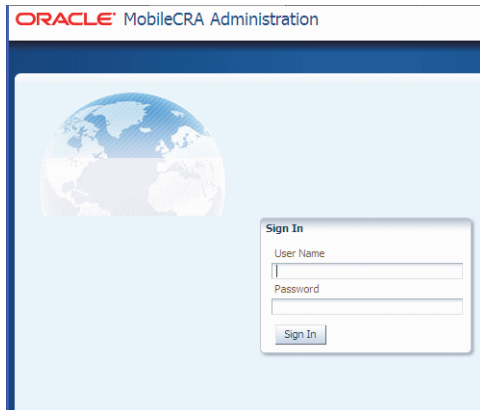 ORACLE® MobileCRA Administration
Sign In
User Name
Password
Sign In